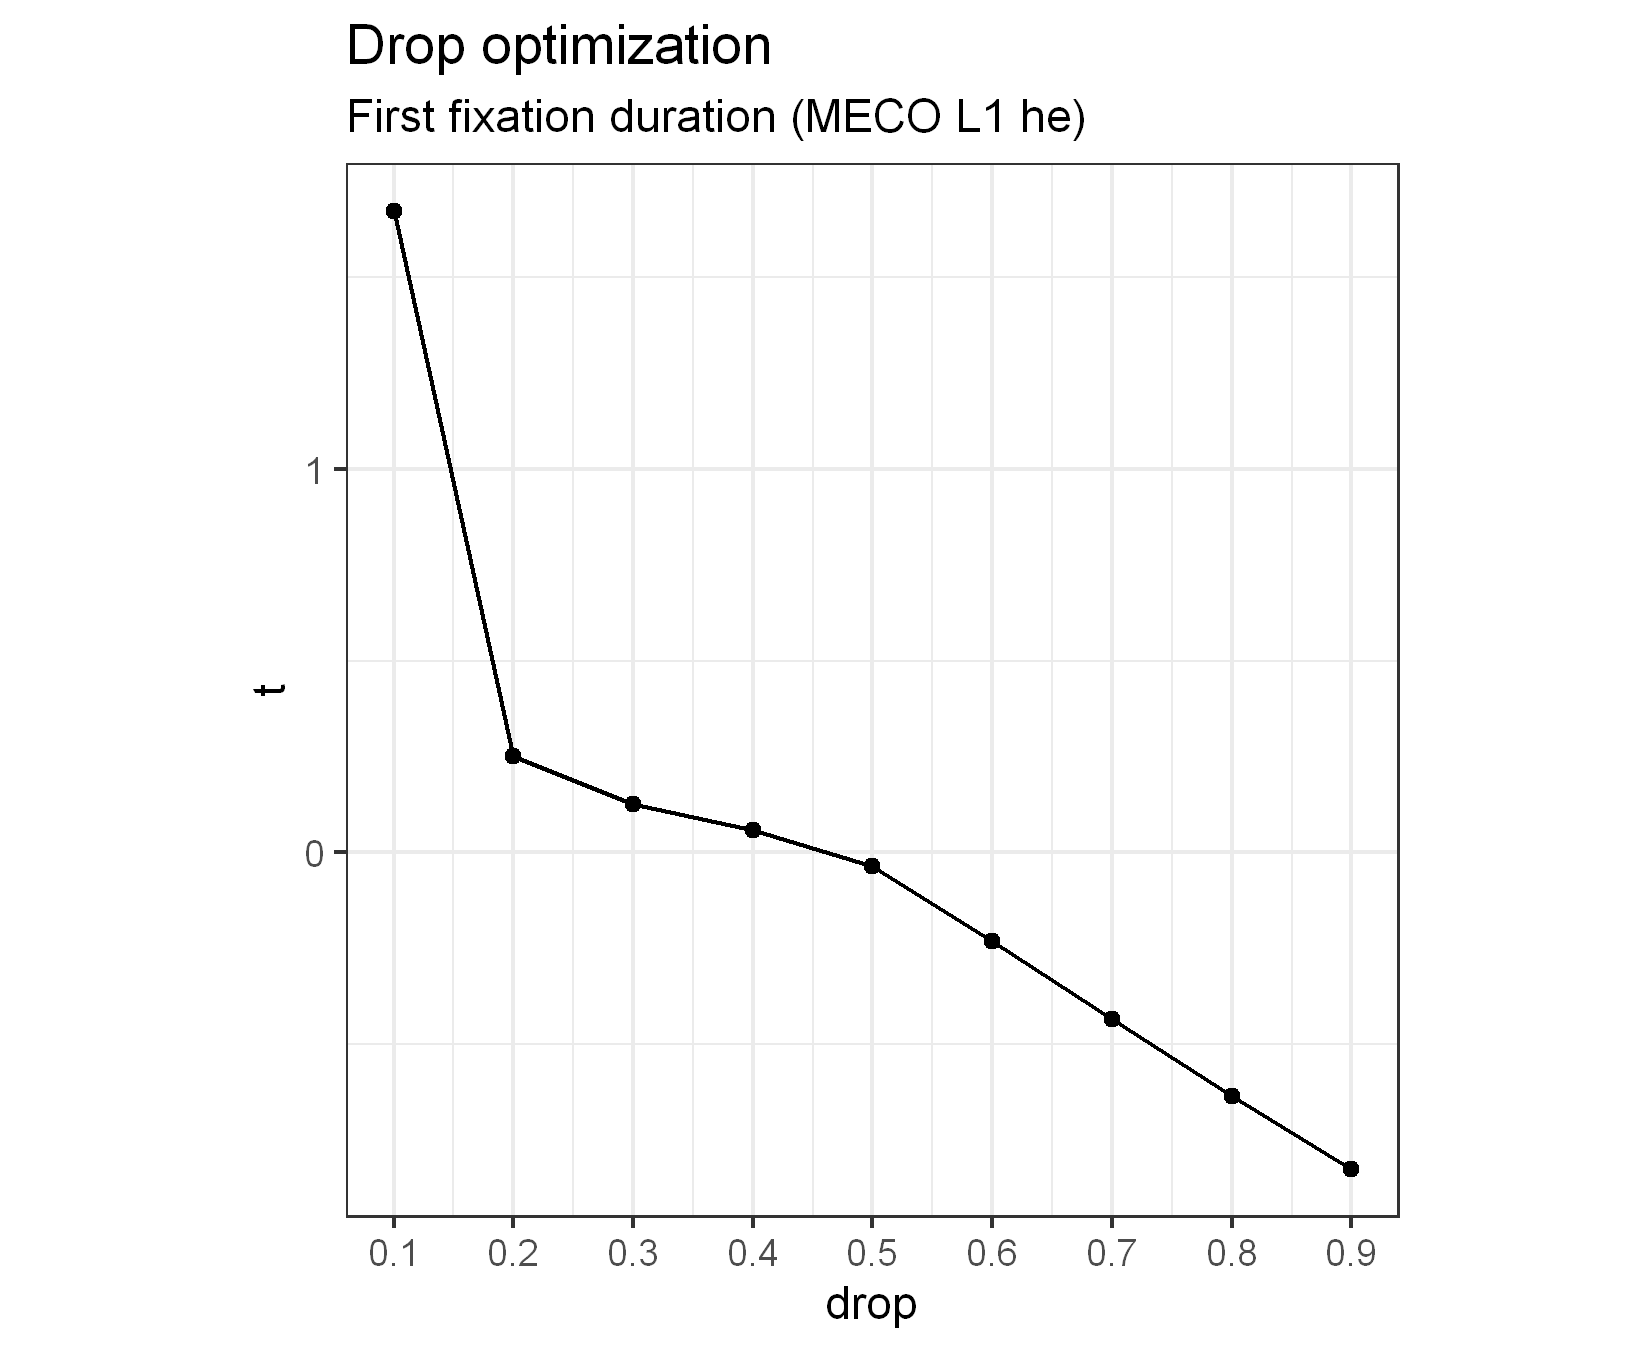 Drop optimization
First fixation duration (MECO L1 he)
t
1
0
0.1 0.2 0.3 0.4 0.5 0.6 0.7 0.8 0.9
drop